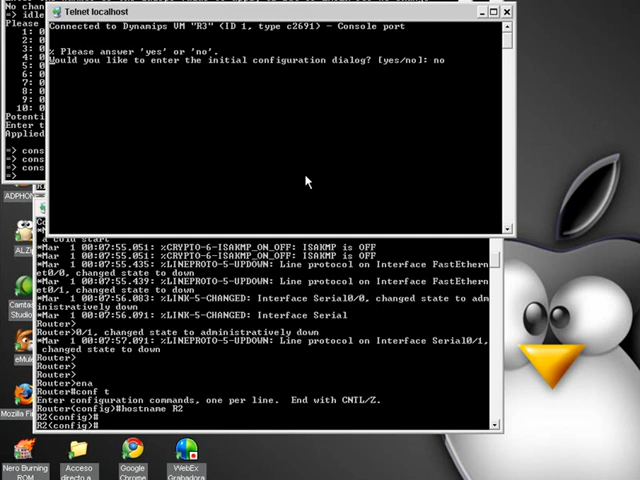 No chan
=> idle
Please
1: 0
2: 0
3: 0
4: 0
5: 0
6: 0
7: 0
8: 0
9: 0
10: 0
Potenti
Enter t
Applied
=> cons
=> cons
=> cons
=>
Telnet localhost
Connected to Dynamips VM "R3" (ID 1, type c2691) - Console port
% Please answer 'yes' or 'no'.
Would you like to enter the initial configuration dialog? [yes/no]: no
a cold start
*Mar  1 00:07:55.051: %CRYPTO-6-ISAKMP_ON_OFF: ISAKMP is OFF
*Mar  1 00:07:55.051: %CRYPTO-6-ISAKMP_ON_OFF: ISAKMP is OFF
*Mar  1 00:07:55.435: %LINEPROTO-5-UPDOWN: Line protocol on Interface FastEthern
et0/0, changed state to down
*Mar  1 00:07:55.439: %LINEPROTO-5-UPDOWN: Line protocol on Interface FastEthern
et0/1, changed state to down
*Mar  1 00:07:56.083: %LINK-5-CHANGED: Interface Serial0/0, changed state to adm
inistratively down
*Mar  1 00:07:56.091: %LINK-5-CHANGED: Interface Serial
Router>
Router>0/1, changed state to administratively down
*Mar  1 00:07:57.091: %LINEPROTO-5-UPDOWN: Line protocol on Interface Serial0/1,
changed state to down
Router>
Router>
Router>
Router>ena
Router#conf t
Enter configuration commands, one per line.  End with CNTL/Z.
Router(config)#hostname R2
R2(config)#
R2(config)#
ADPHON
ALZi
Camtas
Studio
eMule
Mozilla Firef
Nero Burning
ROM
Acceso
directo a
Google
Chrome
WebEx
Grabadora